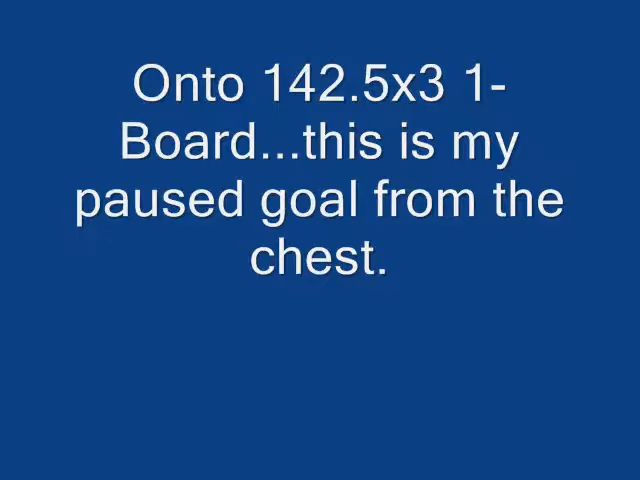 Onto 142.5x3 1-
Board...this is my
paused goal from the
chest.